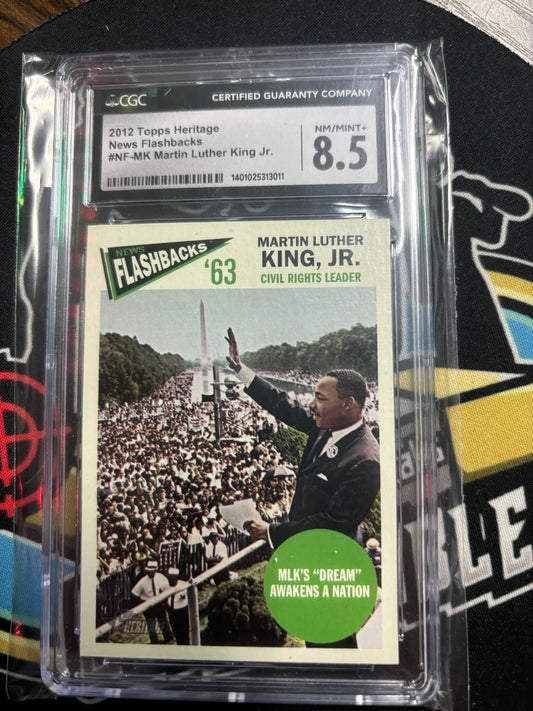 CGC
CERTIFIED GUARANTY COMPANY
2012 Topps Heritage
News Flashbacks
#NF-MK Martin Luther King Jr.
1401025313011
NM/MINT+
8.5
NEWS
FLASHBACKS
'63
MARTIN LUTHER
KING, JR.
CIVIL RIGHTS LEADER
MLK'S "DREAM"
AWAKENS A NATION
HERITAGE